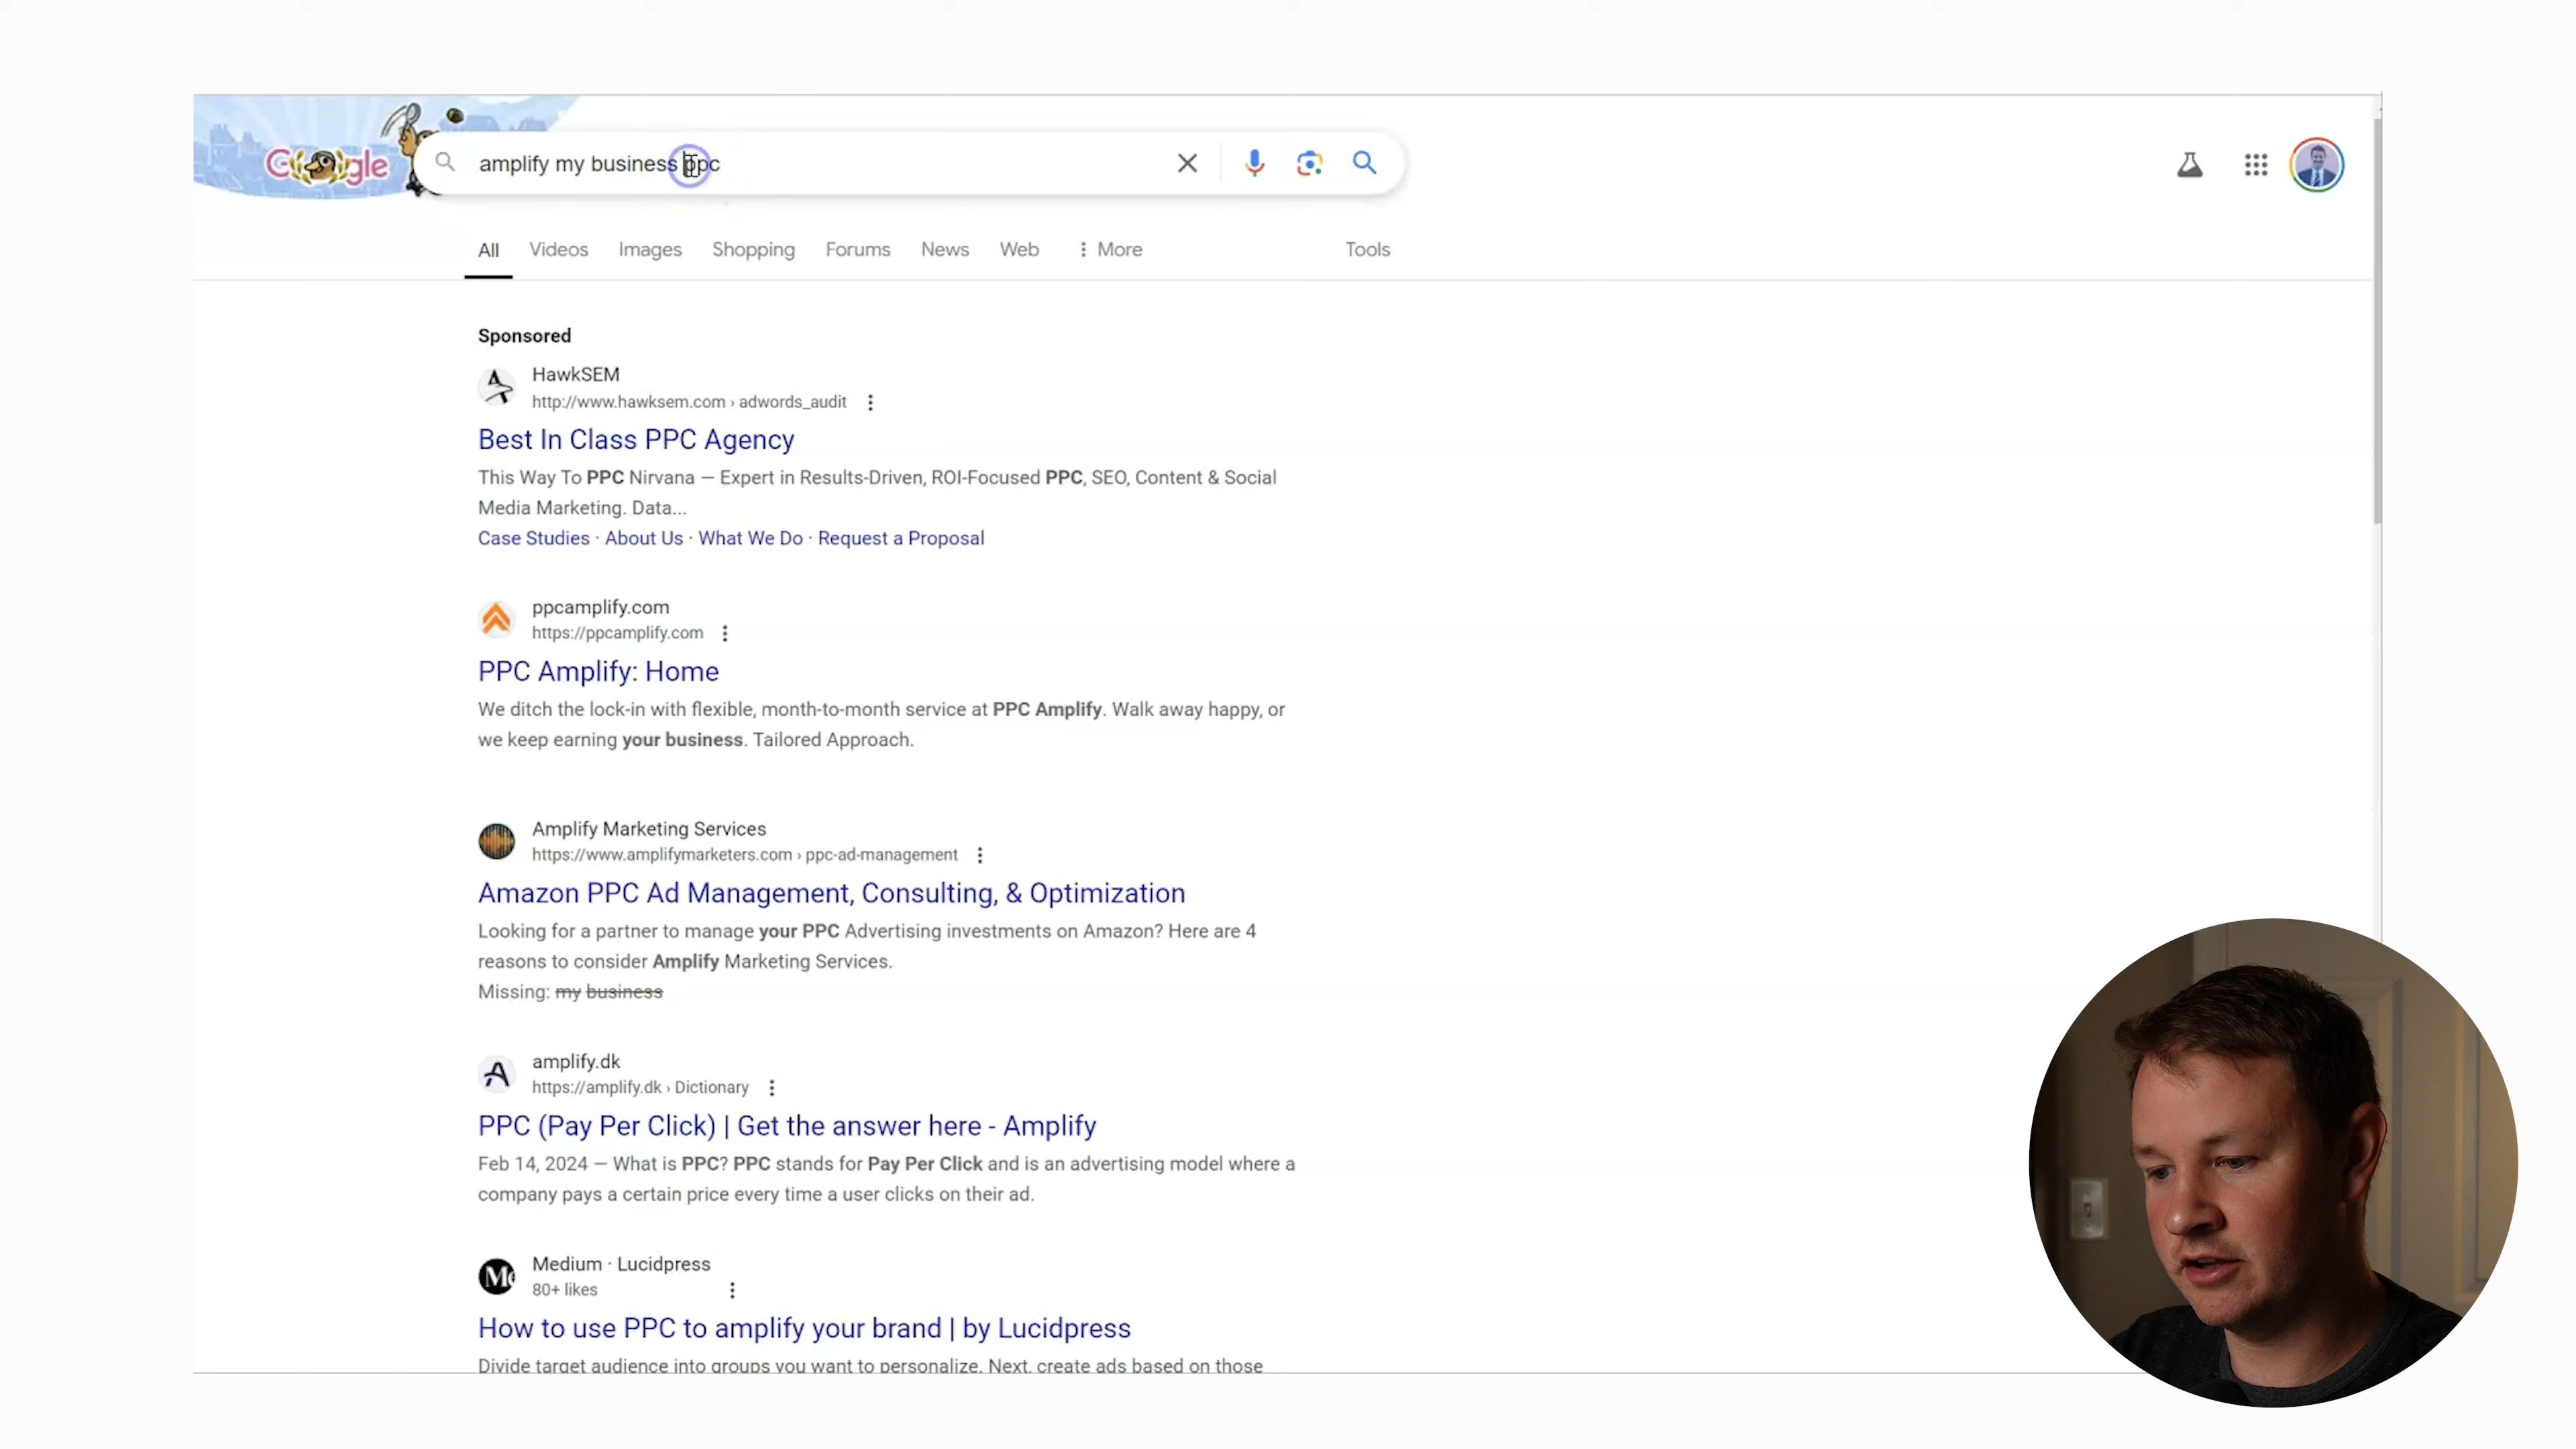 Google
amplify my business ppc
All Videos Images Shopping Forums News Web More Tools
Sponsored
HawkSEM
http://www.hawksem.com › adwords_audit
Best In Class PPC Agency
This Way To PPC Nirvana — Expert in Results-Driven, ROI-Focused PPC, SEO, Content & Social
Media Marketing. Data...
Case Studies · About Us · What We Do · Request a Proposal
ppcamplify.com
https://ppcamplify.com
PPC Amplify: Home
We ditch the lock-in with flexible, month-to-month service at PPC Amplify. Walk away happy, or
we keep earning your business. Tailored Approach.
Amplify Marketing Services
https://www.amplifymarketers.com › ppc-ad-management
Amazon PPC Ad Management, Consulting, & Optimization
Looking for a partner to manage your PPC Advertising investments on Amazon? Here are 4
reasons to consider Amplify Marketing Services.
Missing: my business
amplify.dk
https://amplify.dk › Dictionary
PPC (Pay Per Click) | Get the answer here - Amplify
Feb 14, 2024 — What is PPC? PPC stands for Pay Per Click and is an advertising model where a
company pays a certain price every time a user clicks on their ad.
Medium · Lucidpress
80+ likes
How to use PPC to amplify your brand | by Lucidpress
Divide target audience into groups you want to personalize. Next, create ads based on those